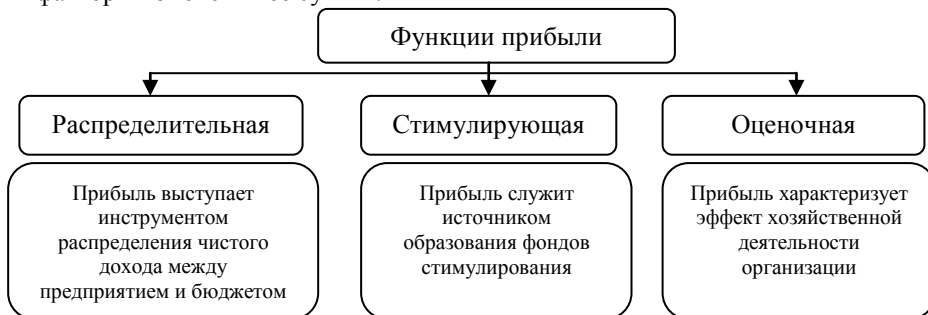 Функции прибыли
Распределительная
Стимулирующая
Оценочная
Прибыль выступает
инструментом
распределения чистого
дохода между
предприятием и бюджетом
Прибыль служит
источником
образования фондов
стимулирования
Прибыль характеризует
эффект хозяйственной
деятельности
организации